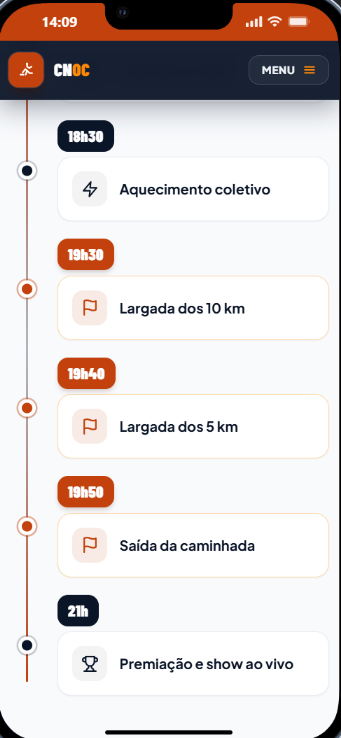 14:09
CNOC
MENU
18h30
Aquecimento coletivo
19h30
Largada dos 10 km
19h40
Largada dos 5 km
19h50
Saída da caminhada
21h
Premiação e show ao vivo